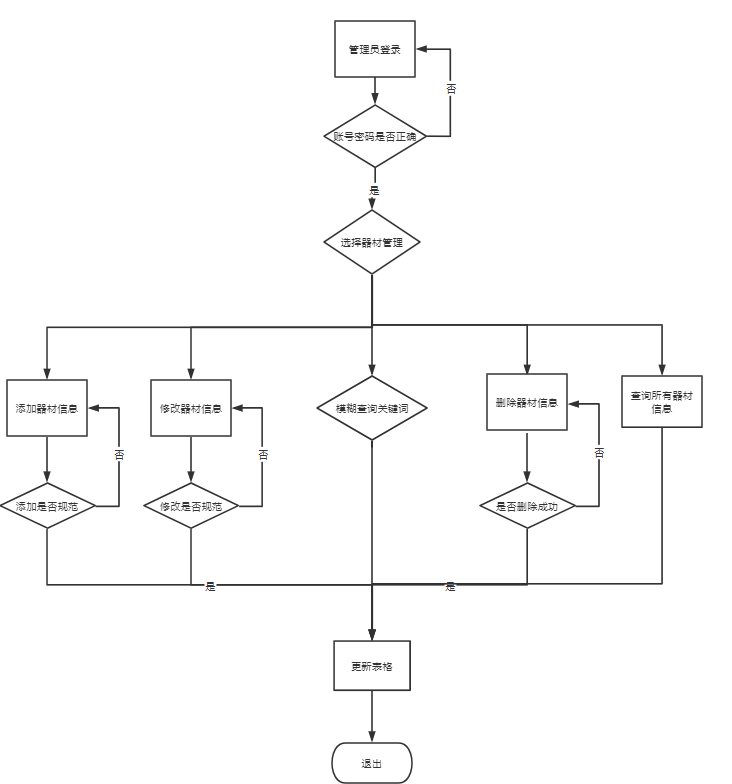 管理员登录
否
账号密码是否正确
是
选择器材管理
添加器材信息
修改器材信息
模糊查询关键词
删除器材信息
查询所有器材
信息
否
否
否
添加是否规范
修改是否规范
是否删除成功
是
是
更新表格
退出